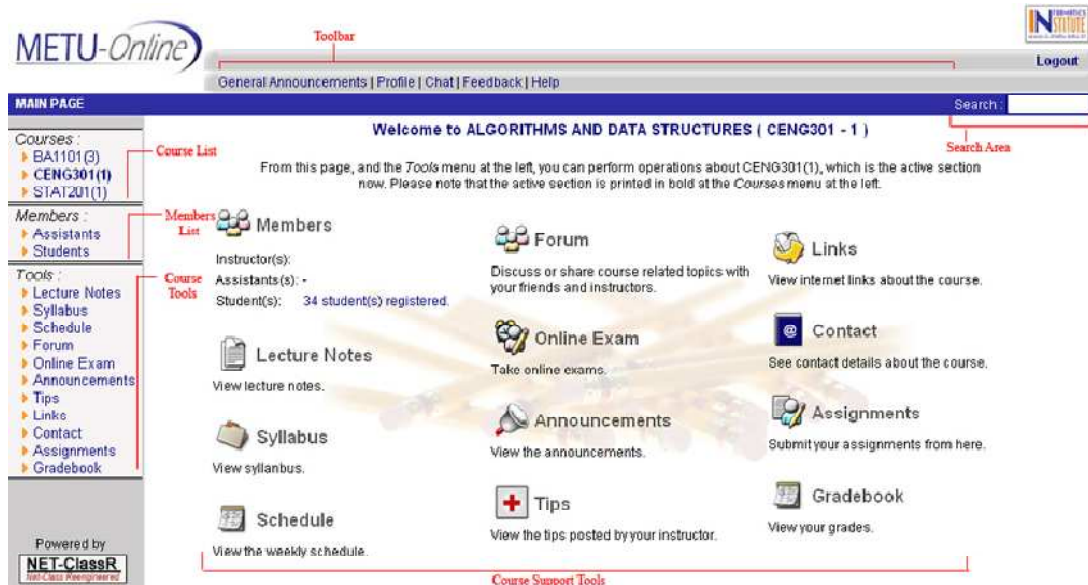 METU-Online
INFORMATICS
INSTITUTE
Toolbar
Logout
General Announcements | Profile | Chat | Feedback | Help
MAIN PAGE
Search :
Search Area
Courses :
BA1101(3)
CENG301(1)
STAT201(1)
Course List
Members :
Assistants
Students
Members List
Tools :
Lecture Notes
Syllabus
Schedule
Forum
Online Exam
Announcements
Tips
Links
Contact
Assignments
Gradebook
Course Tools
Powered by
NET-ClassR
Net-Class Reengineered
Welcome to ALGORITHMS AND DATA STRUCTURES ( CENG301 - 1 )
From this page, and the Tools menu at the left, you can perform operations about CENG301(1), which is the active section
now. Please note that the active section is printed in bold at the Courses menu at the left.
Members
Instructor(s):
Assistants(s): -
Student(s): 34 student(s) registered.
Lecture Notes
View lecture notes.
Syllabus
View syllanbus.
Schedule
View the weekly schedule.
Forum
Discuss or share course related topics with
your friends and instructors.
Online Exam
Take online exams.
Announcements
View the announcements.
Tips
View the tips posted by your instructor.
Links
View internet links about the course.
@ Contact
See contact details about the course.
Assignments
Submit your assignments from here.
Gradebook
View your grades.
Course Support Tools